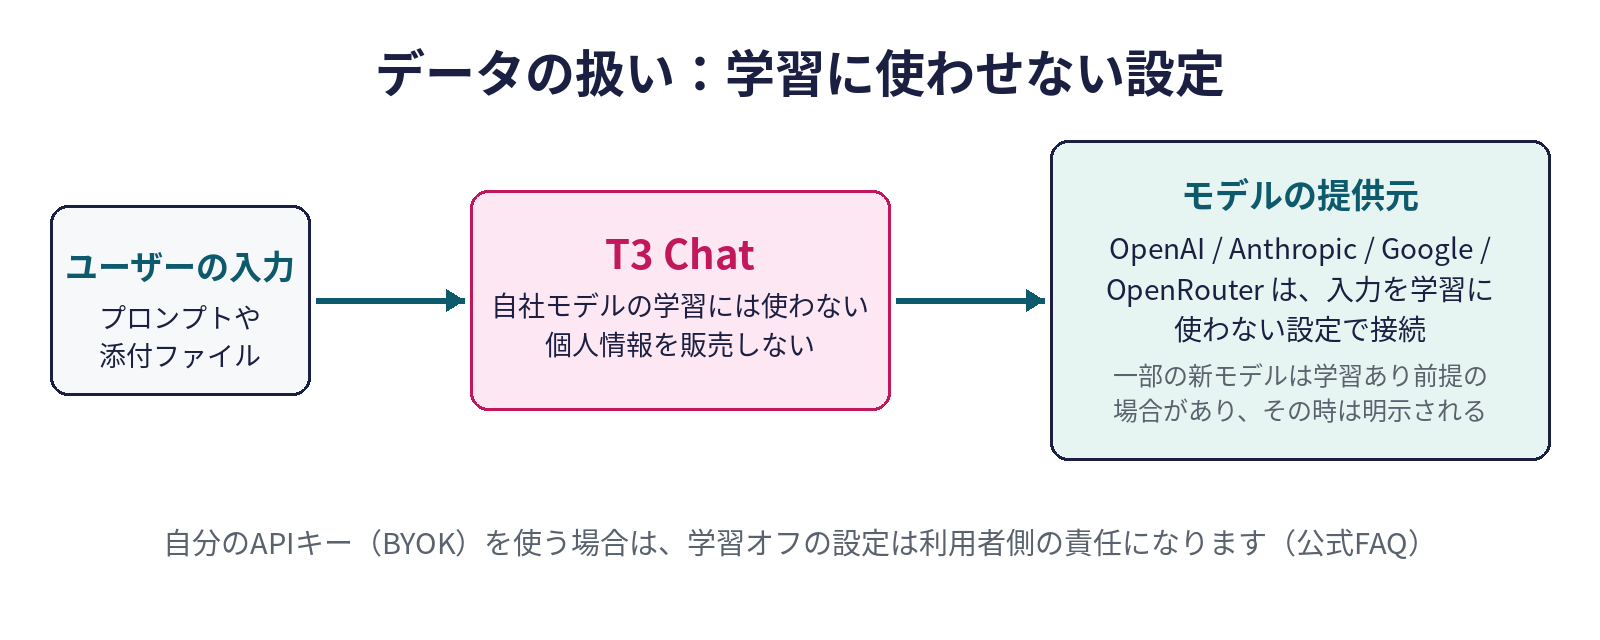 データの扱い：学習に使わせない設定
ユーザーの入力
プロンプトや
添付ファイル
T3 Chat
自社モデルの学習には使わない
個人情報を販売しない
モデルの提供元
OpenAI / Anthropic / Google /
OpenRouter は、入力を学習に
使わない設定で接続
一部の新モデルは学習あり前提の
場合があり、その時は明示される
自分のAPIキー（BYOK）を使う場合は、学習オフの設定は利用者側の責任になります（公式FAQ）